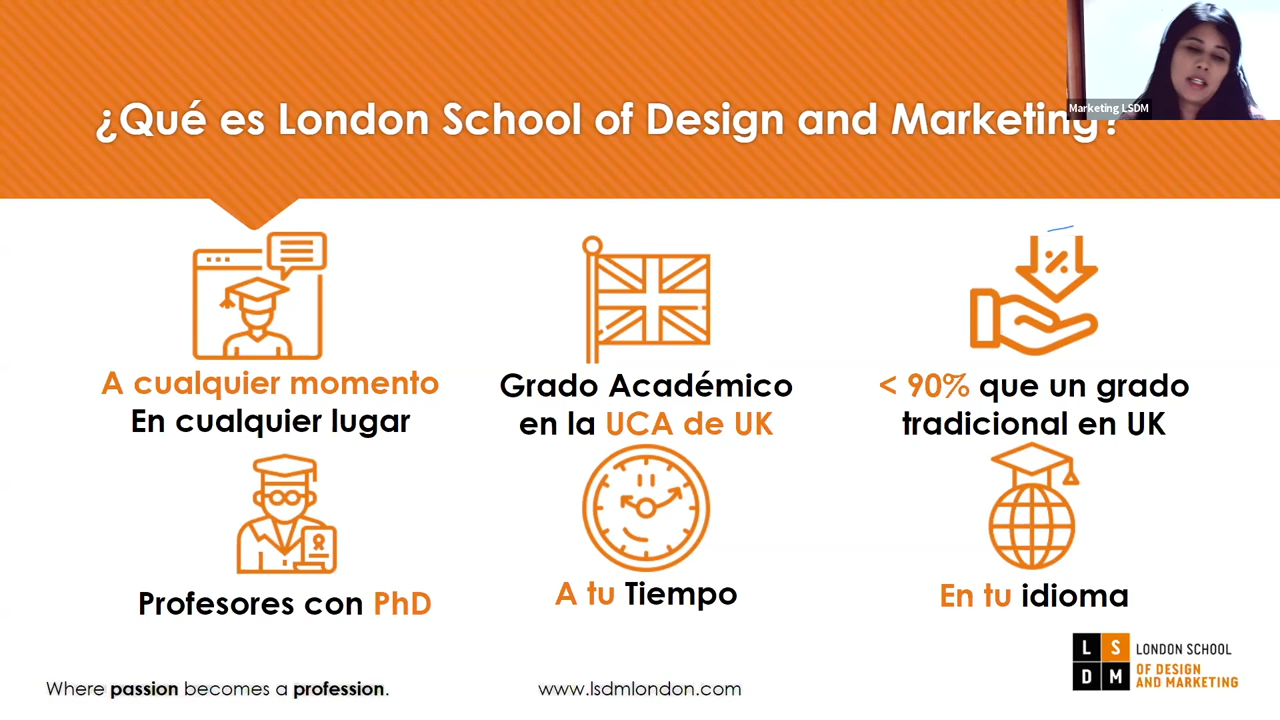 ¿Qué es London School of Design and Marketing?
Marketing LSDM
A cualquier momento
En cualquier lugar
Grado Académico
en la UCA de UK
< 90% que un grado
tradicional en UK
Profesores con PhD
A tu Tiempo
En tu idioma
Where passion becomes a profession.
www.lsdmlondon.com
L S
D M
LONDON SCHOOL
OF DESIGN
AND MARKETING